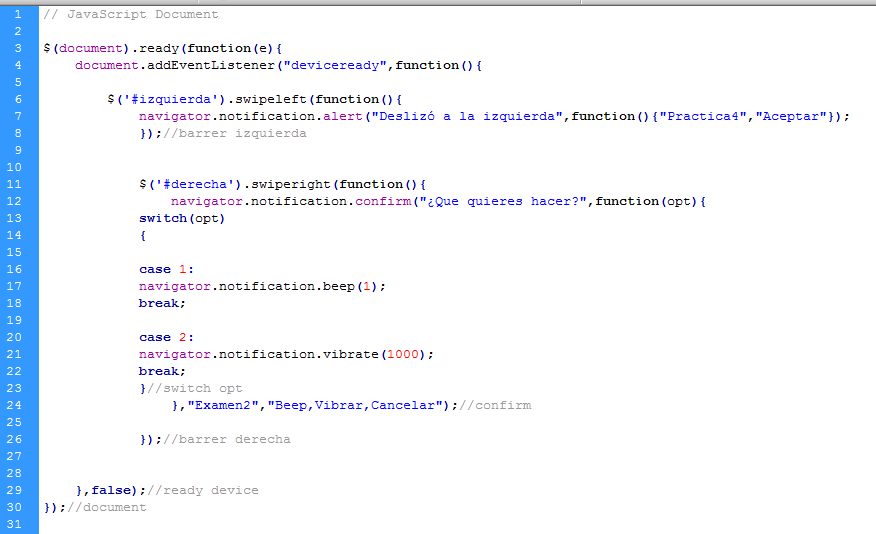 1 // JavaScript Document
2
3 $(document).ready(function(e){
4 document.addEventListener("deviceready",function(){
5
6 $('#izquierda').swipeleft(function(){
7 navigator.notification.alert("Deslizó a la izquierda",function(){"Practica4","Aceptar"});
8 });//barrer izquierda
9
10
11 $('#derecha').swiperight(function(){
12 navigator.notification.confirm("¿Que quieres hacer?",function(opt){
13 switch(opt)
14 {
15
16 case 1:
17 navigator.notification.beep(1);
18 break;
19
20 case 2:
21 navigator.notification.vibrate(1000);
22 break;
23 }//switch opt
24 },"Examen2","Beep,Vibrar,Cancelar");//confirm
25
26 });//barrer derecha
27
28
29 },false);//ready device
30 });//document
31